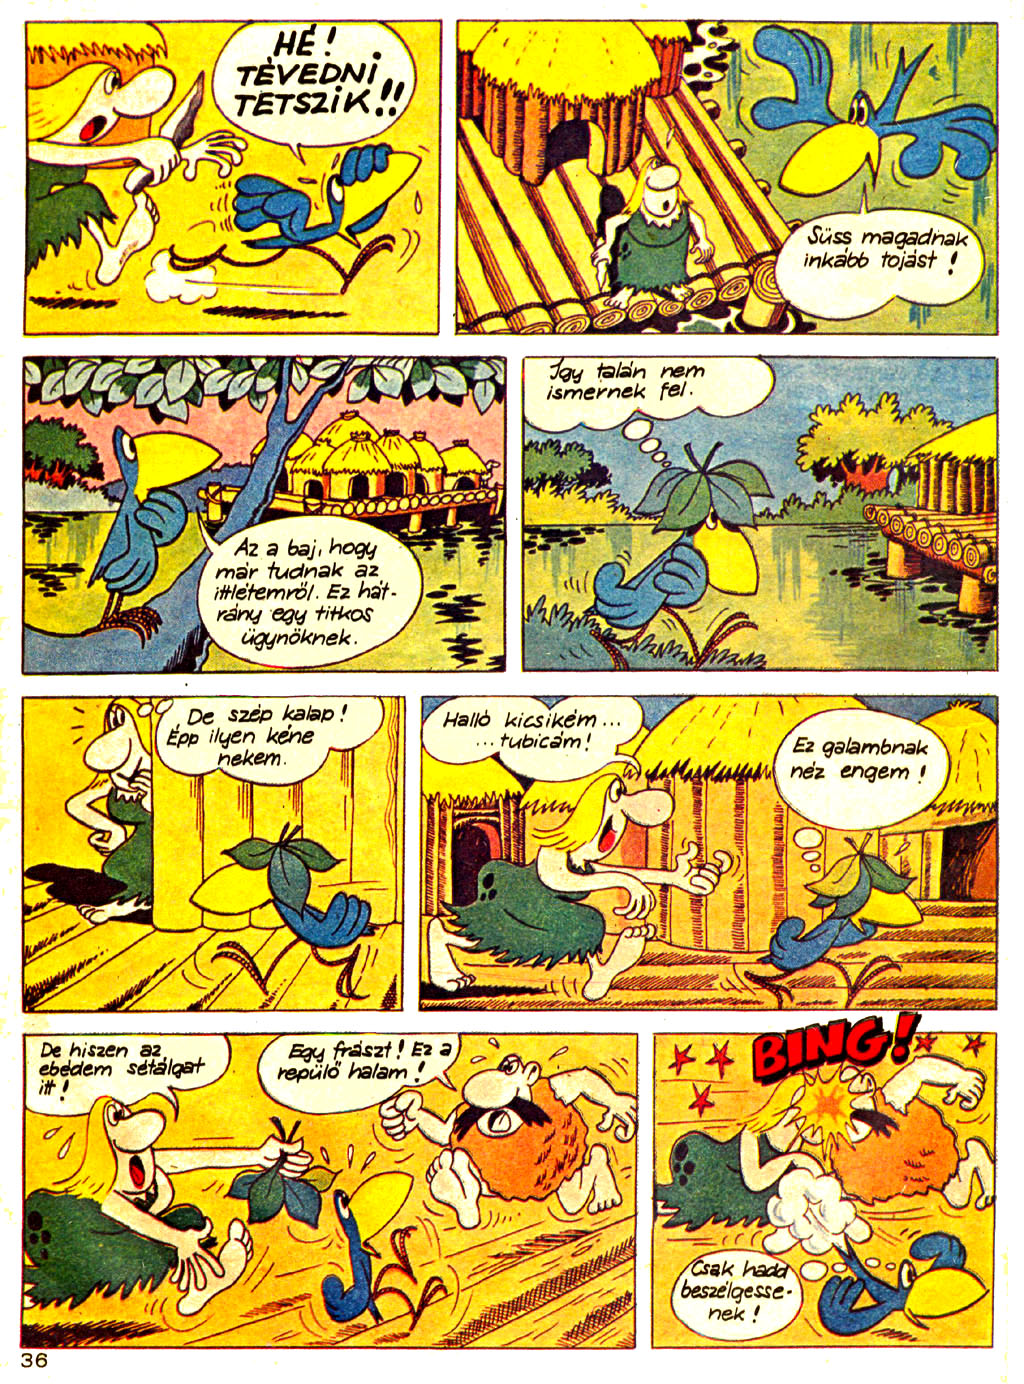 HÉ!
TÉVEDNI
TETSZIK!!
Süss magadnak
inkább tojást!
Az a baj, hogy
már tudnak az
ittlétemről. Ez hát-
rány egy titkos
ügynöknek.
Így talán nem
ismernek fel.
De szép kalap!
Épp ilyen kéne
nekem.
Halló kicsikém...
...tubicám!
Ez galambnak
néz engem!
De hiszen az
ebédem sétálgat
itt!
Egy frászt! Ez a
repülő halam!
BING!
Csak hadd
beszélgesse-
nek!
36